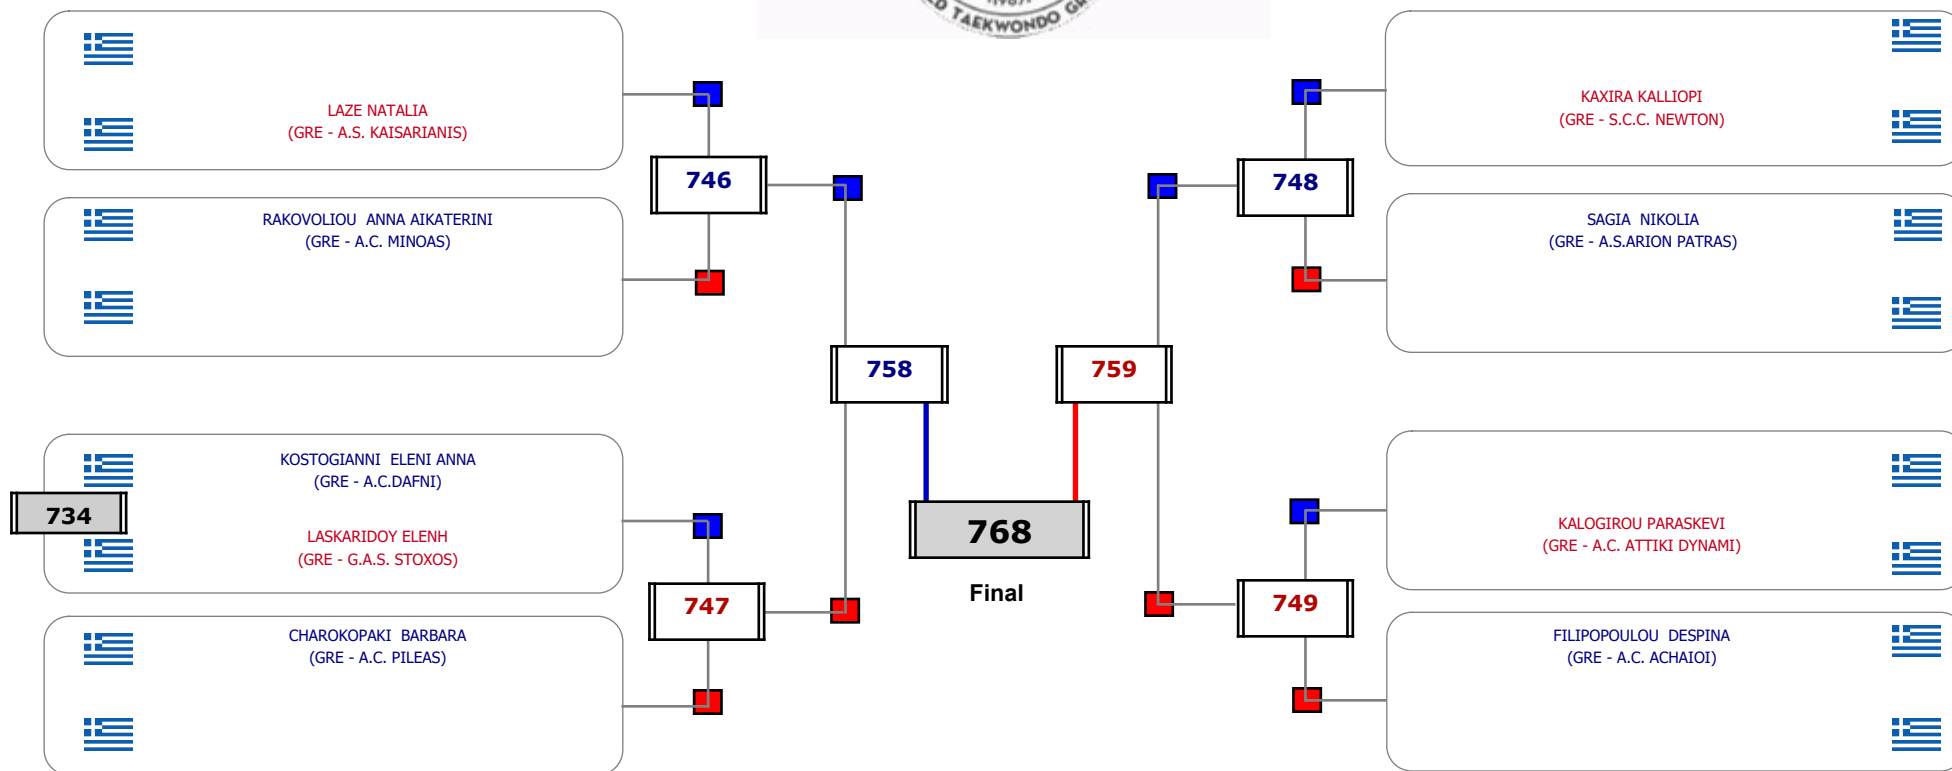 TAEKWONDO
LAZE NATALIA
(GRE - A.S. KAISARIANIS)
746
RAKOVOLIOU  ANNA AIKATERINI
(GRE - A.C. MINOAS)
758
734
KOSTOGIANNI  ELENI ANNA
(GRE - A.C.DAFNI)
LASKARIDOY ELENH
(GRE - G.A.S. STOXOS)
747
CHAROKOPAKI  BARBARA
(GRE - A.C. PILEAS)
768
Final
KAXIRA KALLIOPI
(GRE - S.C.C. NEWTON)
748
SAGIA  NIKOLIA
(GRE - A.S.ARION PATRAS)
759
KALOGIROU PARASKEVI
(GRE - A.C. ATTIKI DYNAMI)
749
FILIPOPOULOU  DESPINA
(GRE - A.C. ACHAIOI)